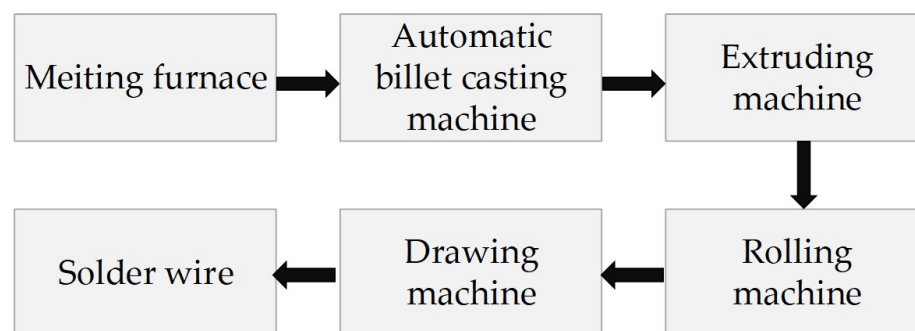 Meiting furnace
Automatic
billet casting
machine
Extruding
machine
Solder wire
Drawing
machine
Rolling
machine